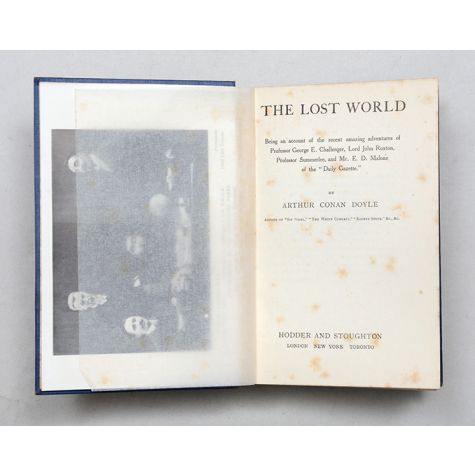 THE LOST WORLD
Being an account of the recent amazing adventures of
Professor George E. Challenger, Lord John Roxton,
Professor Summerlee, and Mr. E. D. Malone
of the "Daily Gazette."
BY
ARTHUR CONAN DOYLE
AUTHOR OF "SIR NIGEL," "THE WHITE COMPANY," "RODNEY STONE," &c., &c.
HODDER AND STOUGHTON
LONDON NEW YORK TORONTO